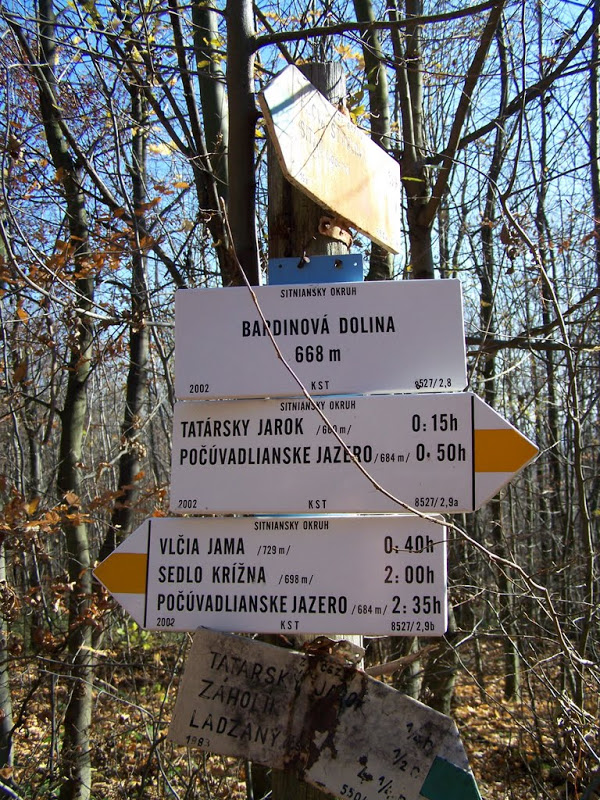 SITNIANSKY OKRUH
BARDINOVÁ DOLINA
668 m
2002 KST 8527/2,8
SITNIANSKY OKRUH
TATÁRSKY JAROK /660 m/ 0:15h
POČÚVADLIANSKE JAZERO /684 m/ 0:50h
2002 KST 8527/2,9a
SITNIANSKY OKRUH
VLČIA JAMA /729 m/ 0:40h
SEDLO KRÍŽNA /698 m/ 2:00h
POČÚVADLIANSKE JAZERO /684 m/ 2:35h
2002 KST 8527/2,9b
TATARSKY JAROK
LADZANY